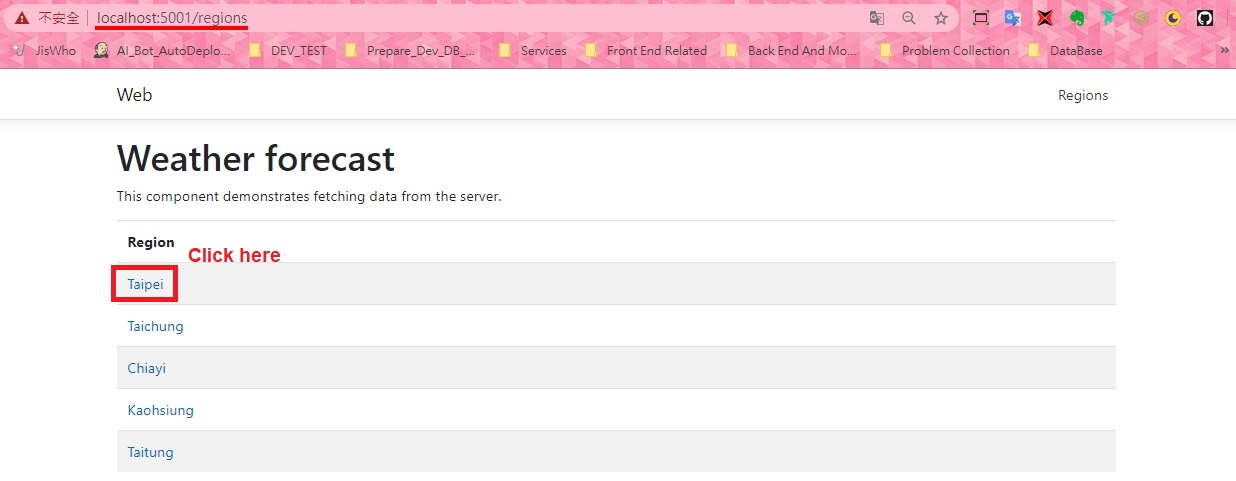 不安全 localhost:5001/regions
JisWho AI_Bot_AutoDeplo... DEV_TEST Prepare_Dev_DB_... Services Front End Related Back End And Mo... Problem Collection DataBase »
Web Regions
Weather forecast
This component demonstrates fetching data from the server.
Region
Click here
Taipei
Taichung
Chiayi
Kaohsiung
Taitung